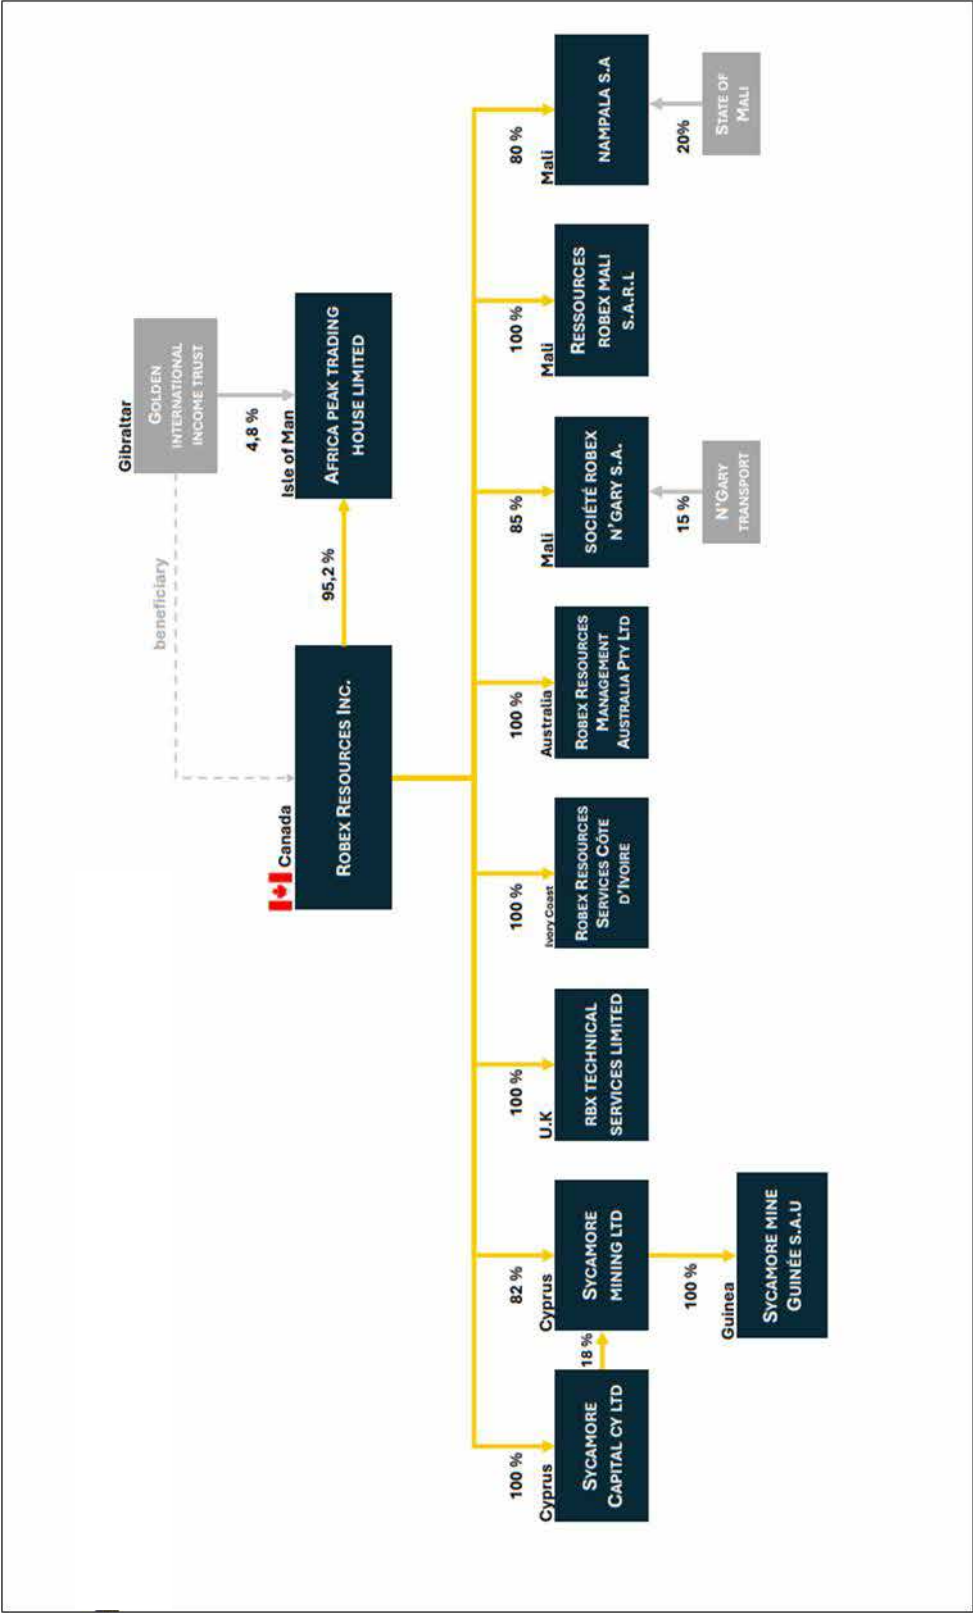 Gibraltar
GOLDEN
INTERNATIONAL
INCOME TRUST
beneficiary
4,8 %
Canada
Isle of Man
ROBEX RESOURCES INC.
95,2 %
AFRICA PEAK TRADING
HOUSE LIMITED
100 %
Cyprus
SYCAMORE
CAPITAL CY LTD
18 %
82 %
Cyprus
SYCAMORE
MINING LTD
100 %
Guinea
SYCAMORE MINE
GUINÉE S.A.U
100 %
U.K
RBX TECHNICAL
SERVICES LIMITED
100 %
Ivory Coast
ROBEX RESOURCES
SERVICES CÔTE
D'IVOIRE
100 %
Australia
ROBEX RESOURCES
MANAGEMENT
AUSTRALIA PTY LTD
85 %
Mali
SOCIÉTÉ ROBEX
N'GARY S.A.
15 %
N'GARY
TRANSPORT
100 %
Mali
RESSOURCES
ROBEX MALI
S.A.R.L
80 %
Mali
NAMPALA S.A
20%
STATE OF
MALI